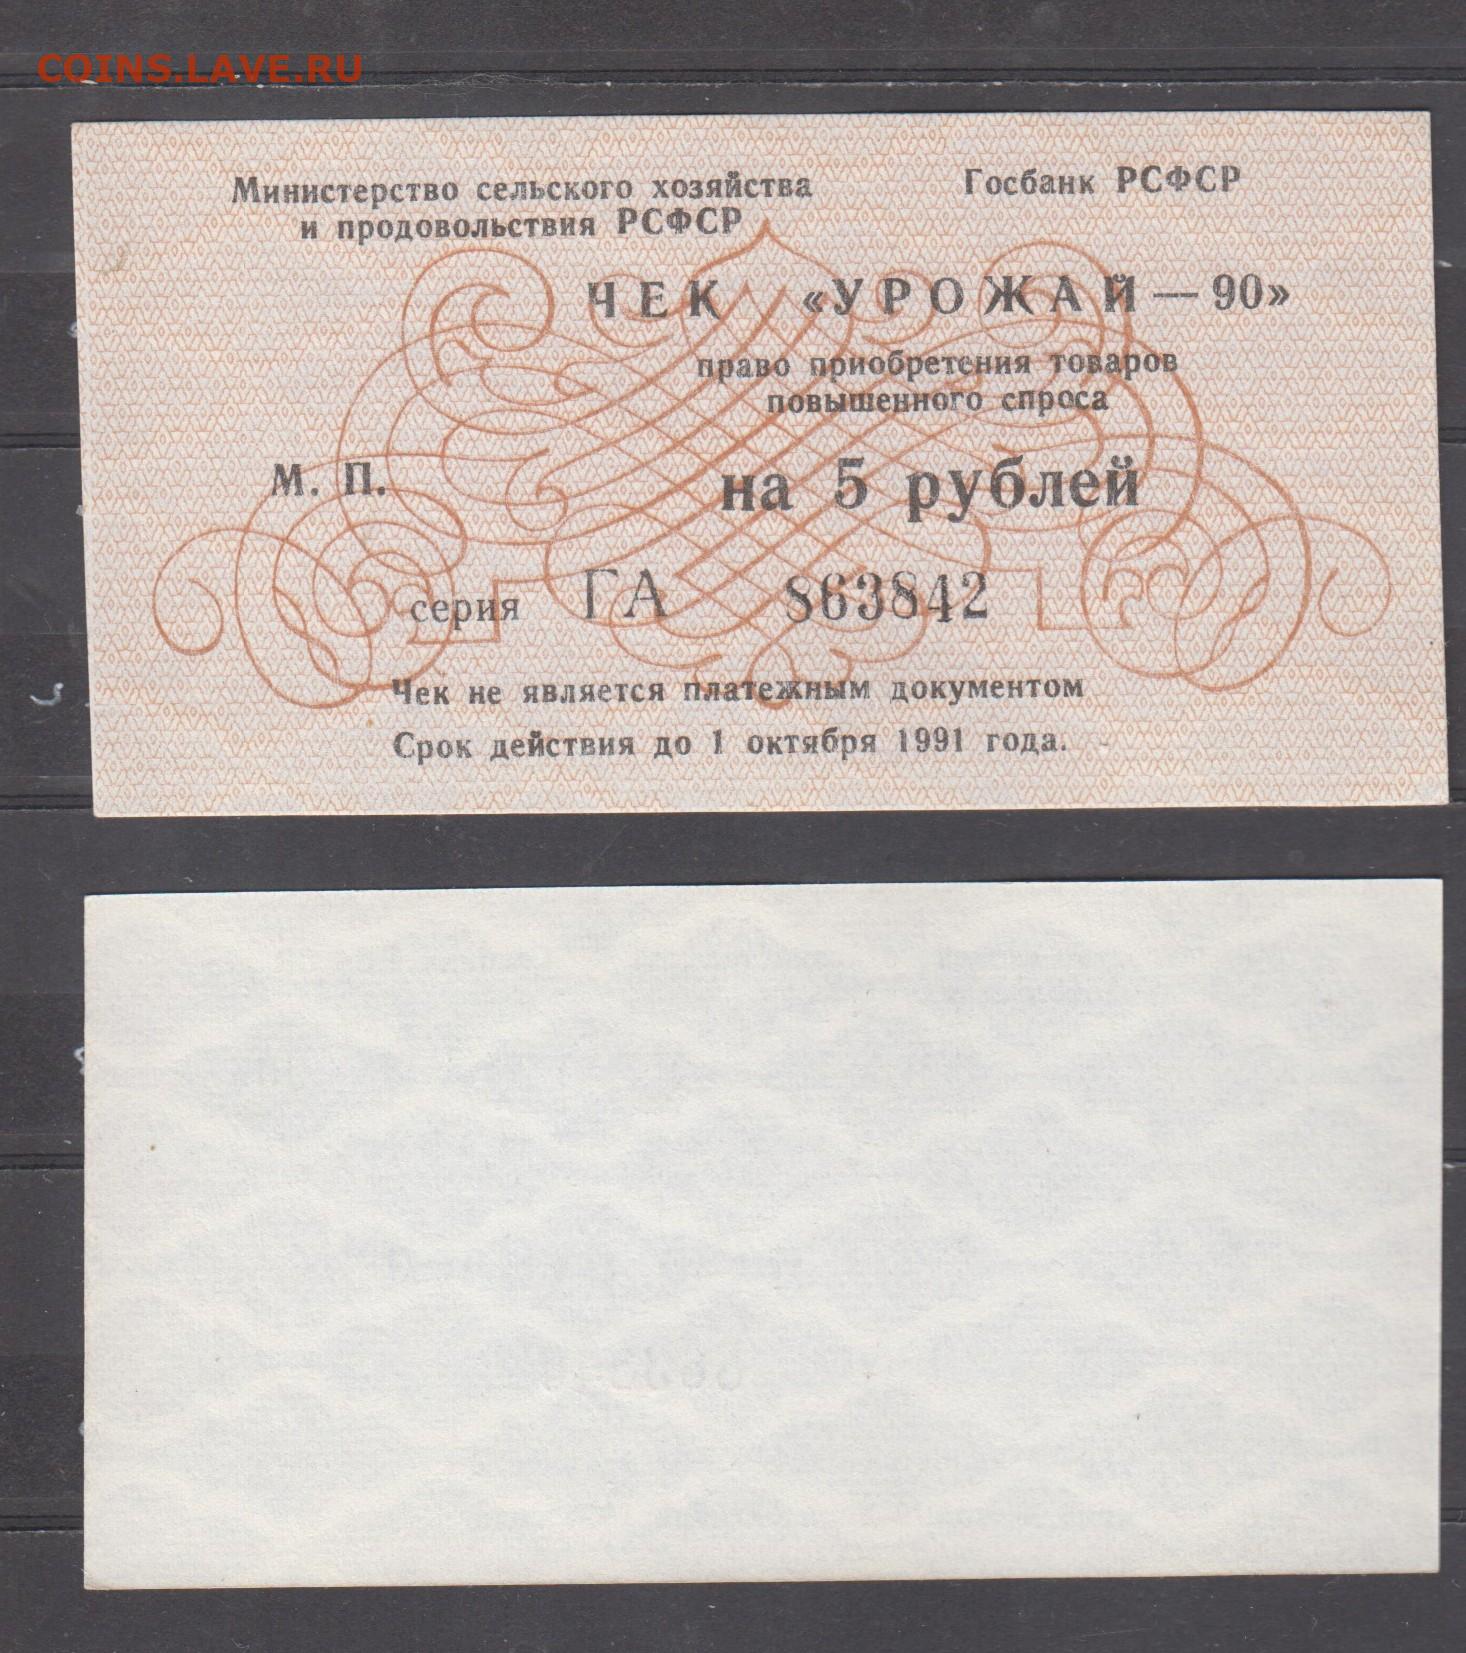 COINS.LAVE.RU
Министерство сельского хозяйства
и продовольствия РСФСР
Госбанк РСФСР
ЧЕК «УРОЖАЙ — 90»
право приобретения товаров
повышенного спроса
М. П.
на 5 рублей
серия ГА 863842
Чек не является платежным документом
Срок действия до 1 октября 1991 года.